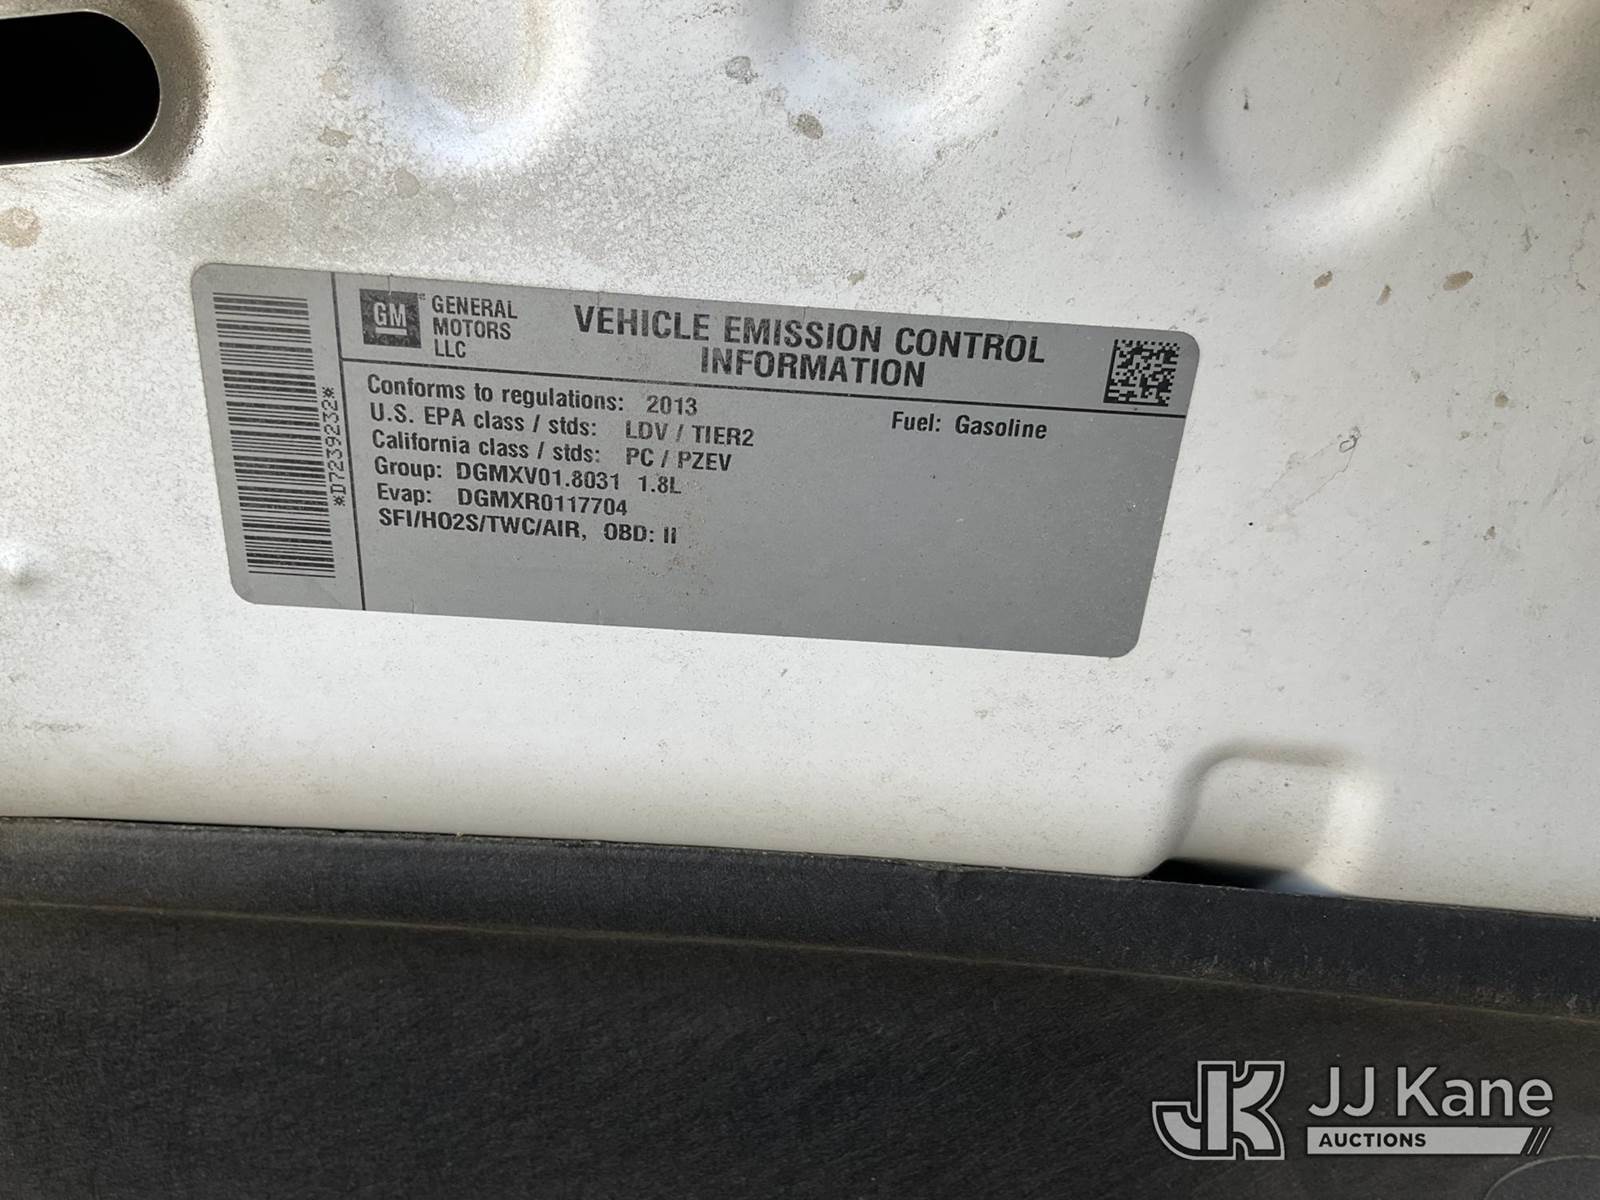 GM
GENERAL
MOTORS
LLC
VEHICLE EMISSION CONTROL
INFORMATION
Conforms to regulations: 2013
Fuel: Gasoline
U.S. EPA class / stds: LDV / TIER2
California class / stds: PC / PZEV
Group: DGMXV01.8031 1.8L
Evap: DGMXR0117704
SFI/HO2S/TWC/AIR, OBD: II
*D7239232*
JJ Kane
AUCTIONS